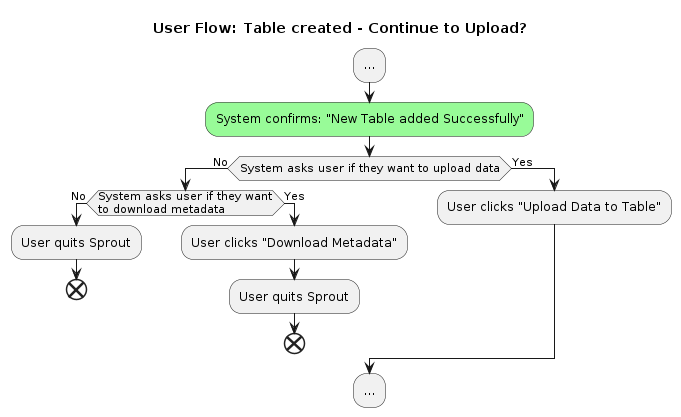 User Flow: Table created - Continue to Upload?
...
System confirms: "New Table added Successfully"
No
System asks user if they want to upload data
Yes
No
System asks user if they want
to download metadata
Yes
User clicks "Upload Data to Table"
User quits Sprout
User clicks "Download Metadata"
User quits Sprout
...